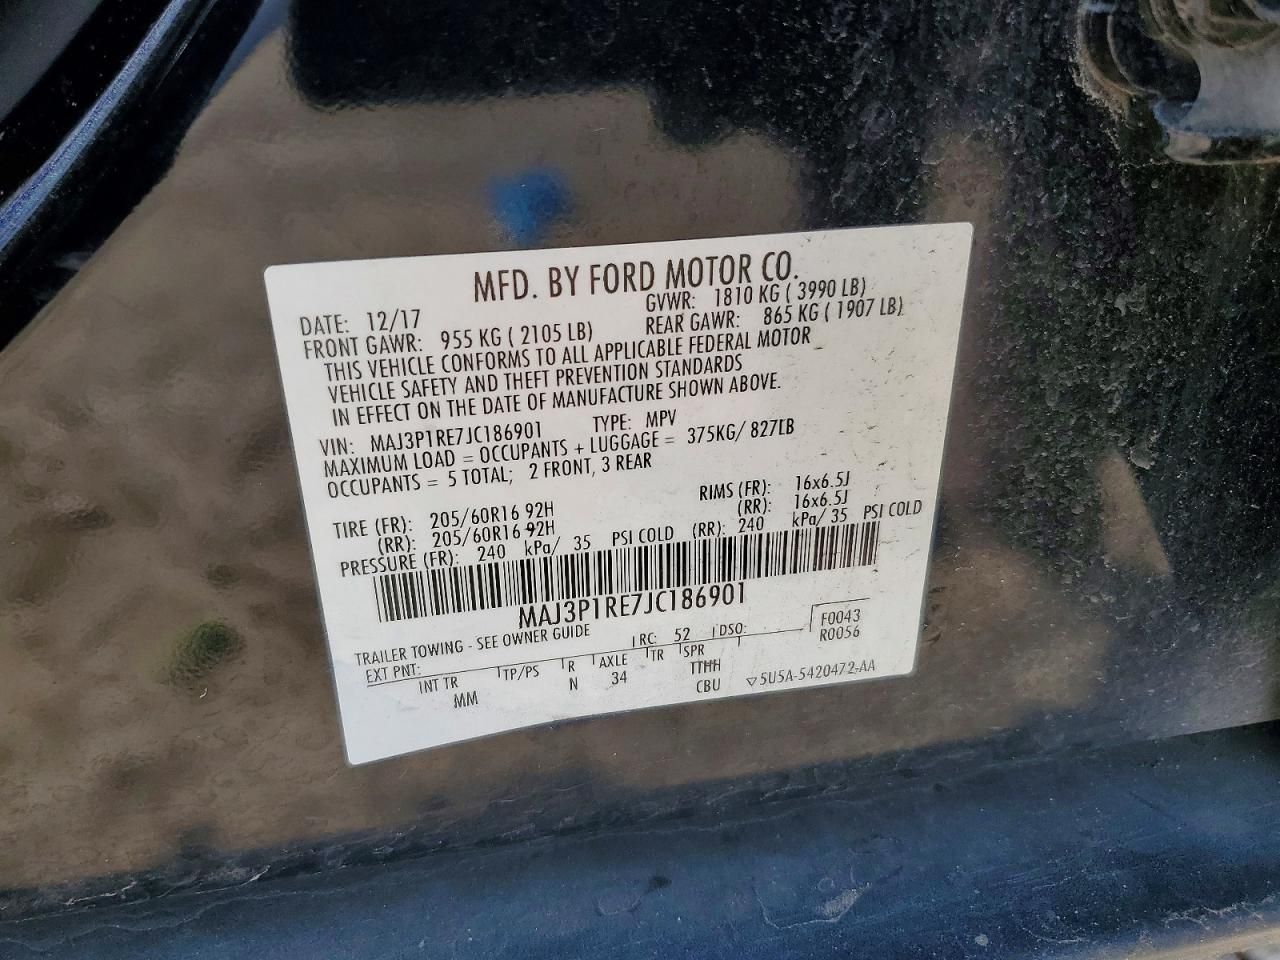 MFD. BY FORD MOTOR CO.
DATE: 12/17 GVWR: 1810 KG ( 3990 LB)
FRONT GAWR: 955 KG ( 2105 LB) REAR GAWR: 865 KG ( 1907 LB)
THIS VEHICLE CONFORMS TO ALL APPLICABLE FEDERAL MOTOR
VEHICLE SAFETY AND THEFT PREVENTION STANDARDS
IN EFFECT ON THE DATE OF MANUFACTURE SHOWN ABOVE.
VIN: MAJ3P1RE7JC186901 TYPE: MPV
MAXIMUM LOAD = OCCUPANTS + LUGGAGE = 375KG/ 827LB
OCCUPANTS = 5 TOTAL; 2 FRONT, 3 REAR
RIMS (FR): 16x6.5J
TIRE (FR): 205/60R16 92H (RR): 16x6.5J
(RR): 205/60R16 92H
PRESSURE (FR): 240 kPa/ 35 PSI COLD (RR): 240 kPa/ 35 PSI COLD
MAJ3P1RE7JC186901
TRAILER TOWING - SEE OWNER GUIDE
EXT PNT: RC: 52 DSO: F0043
R0056
INT TR TP/PS R AXLE TR SPR
MM N 34 TTHH
CBU ▽5U5A-5420472-AA